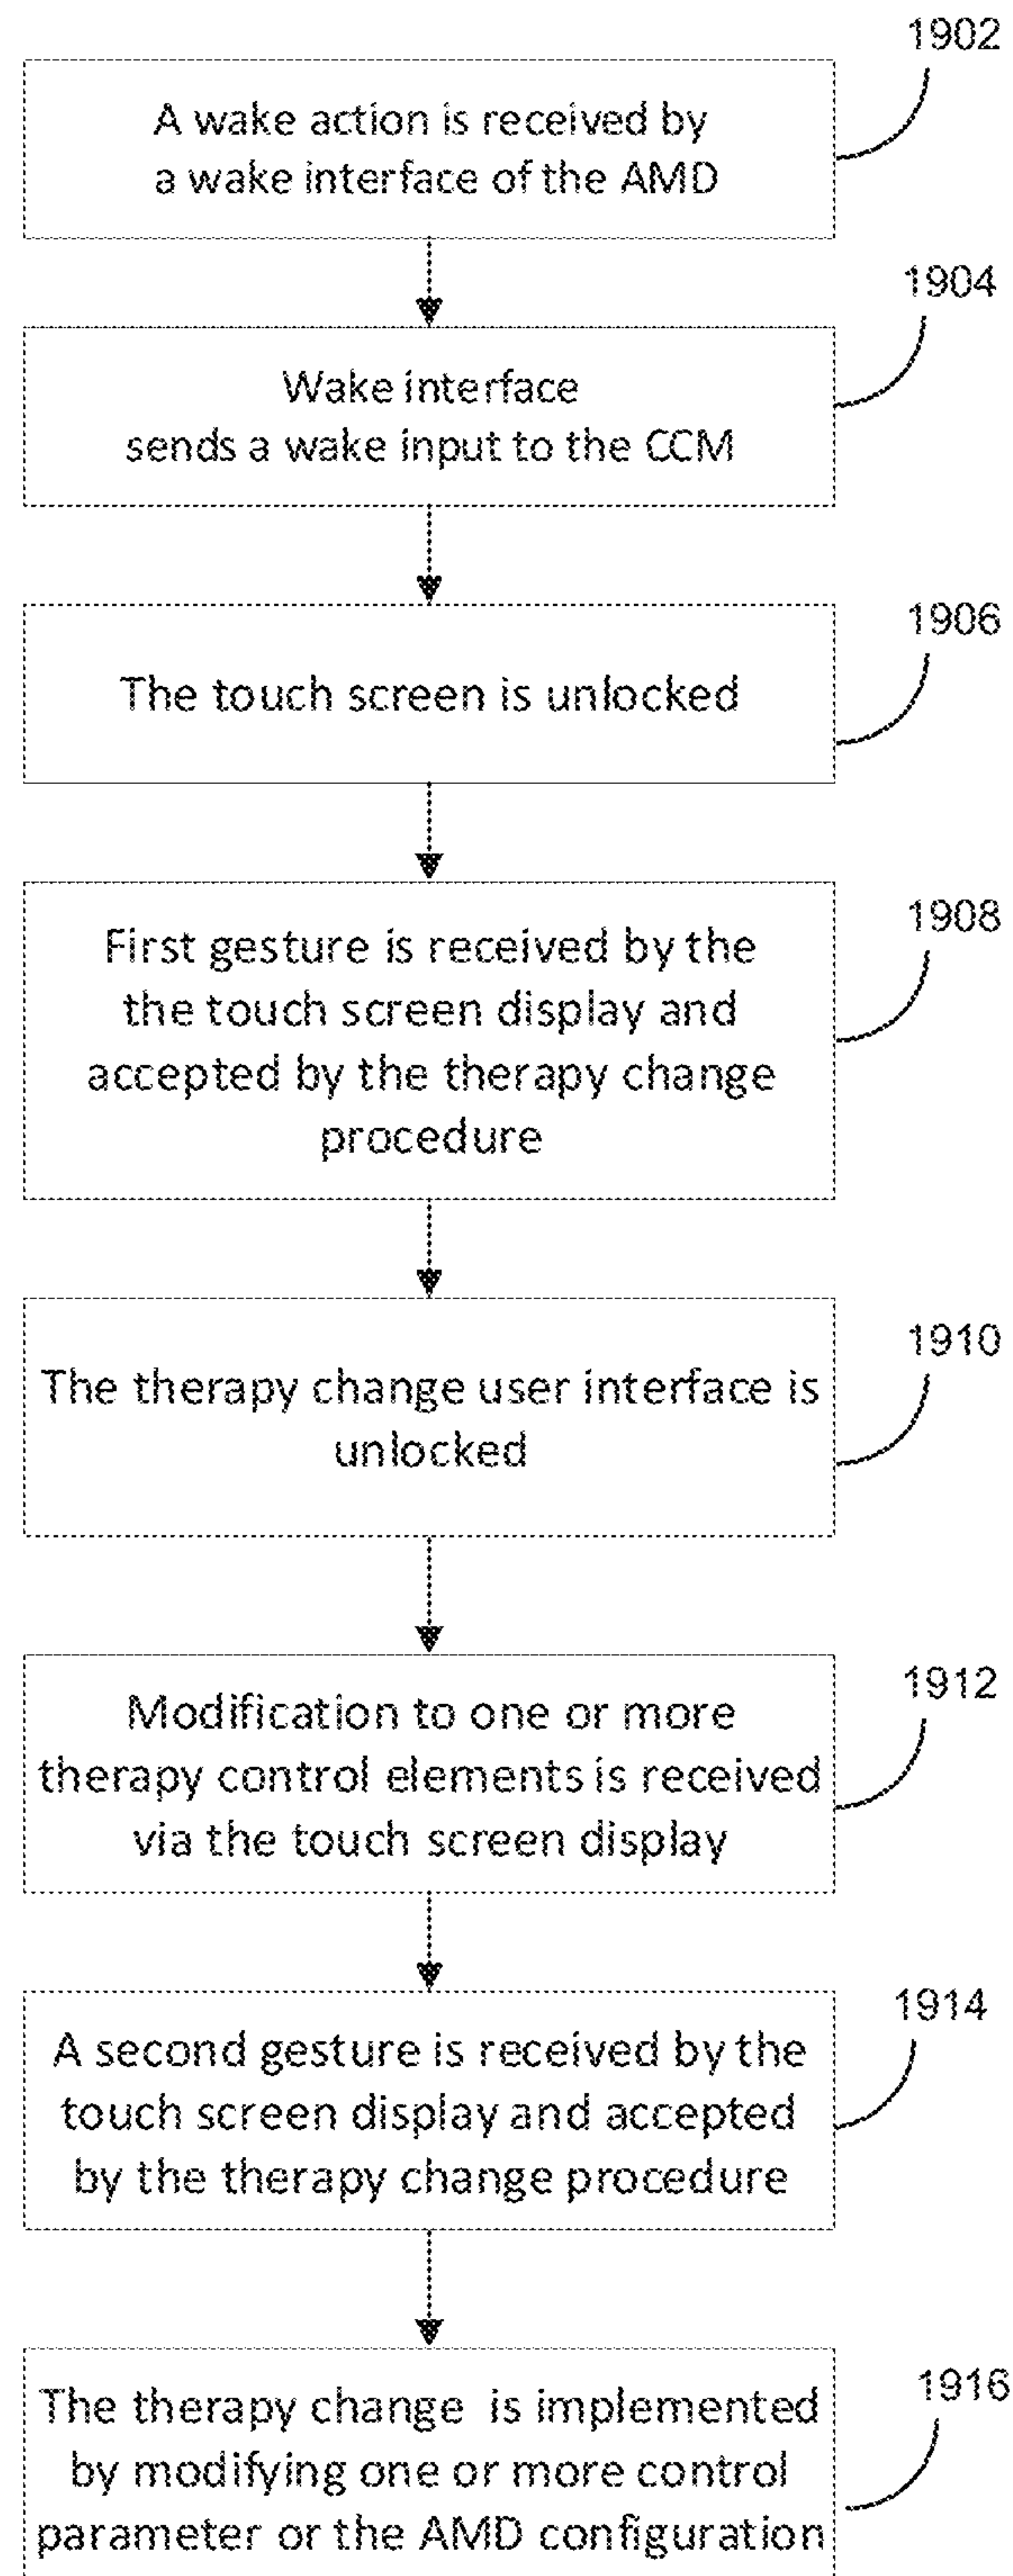 1902
A wake action is received by
a wake interface of the AMD
1904
Wake interface
sends a wake input to the CCM
1906
The touch screen is unlocked
1908
First gesture is received by the
the touch screen display and
accepted by the therapy change
procedure
1910
The therapy change user interface is
unlocked
1912
Modification to one or more
therapy control elements is received
via the touch screen display
1914
A second gesture is received by the
touch screen display and accepted
by the therapy change procedure
1916
The therapy change is implemented
by modifying one or more control
parameter or the AMD configuration